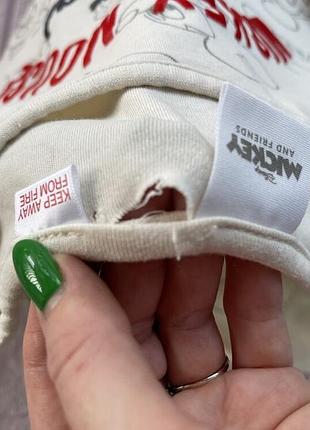 KEEP AWAY
FROM FIRE
Disney
MICKEY
AND FRIENDS